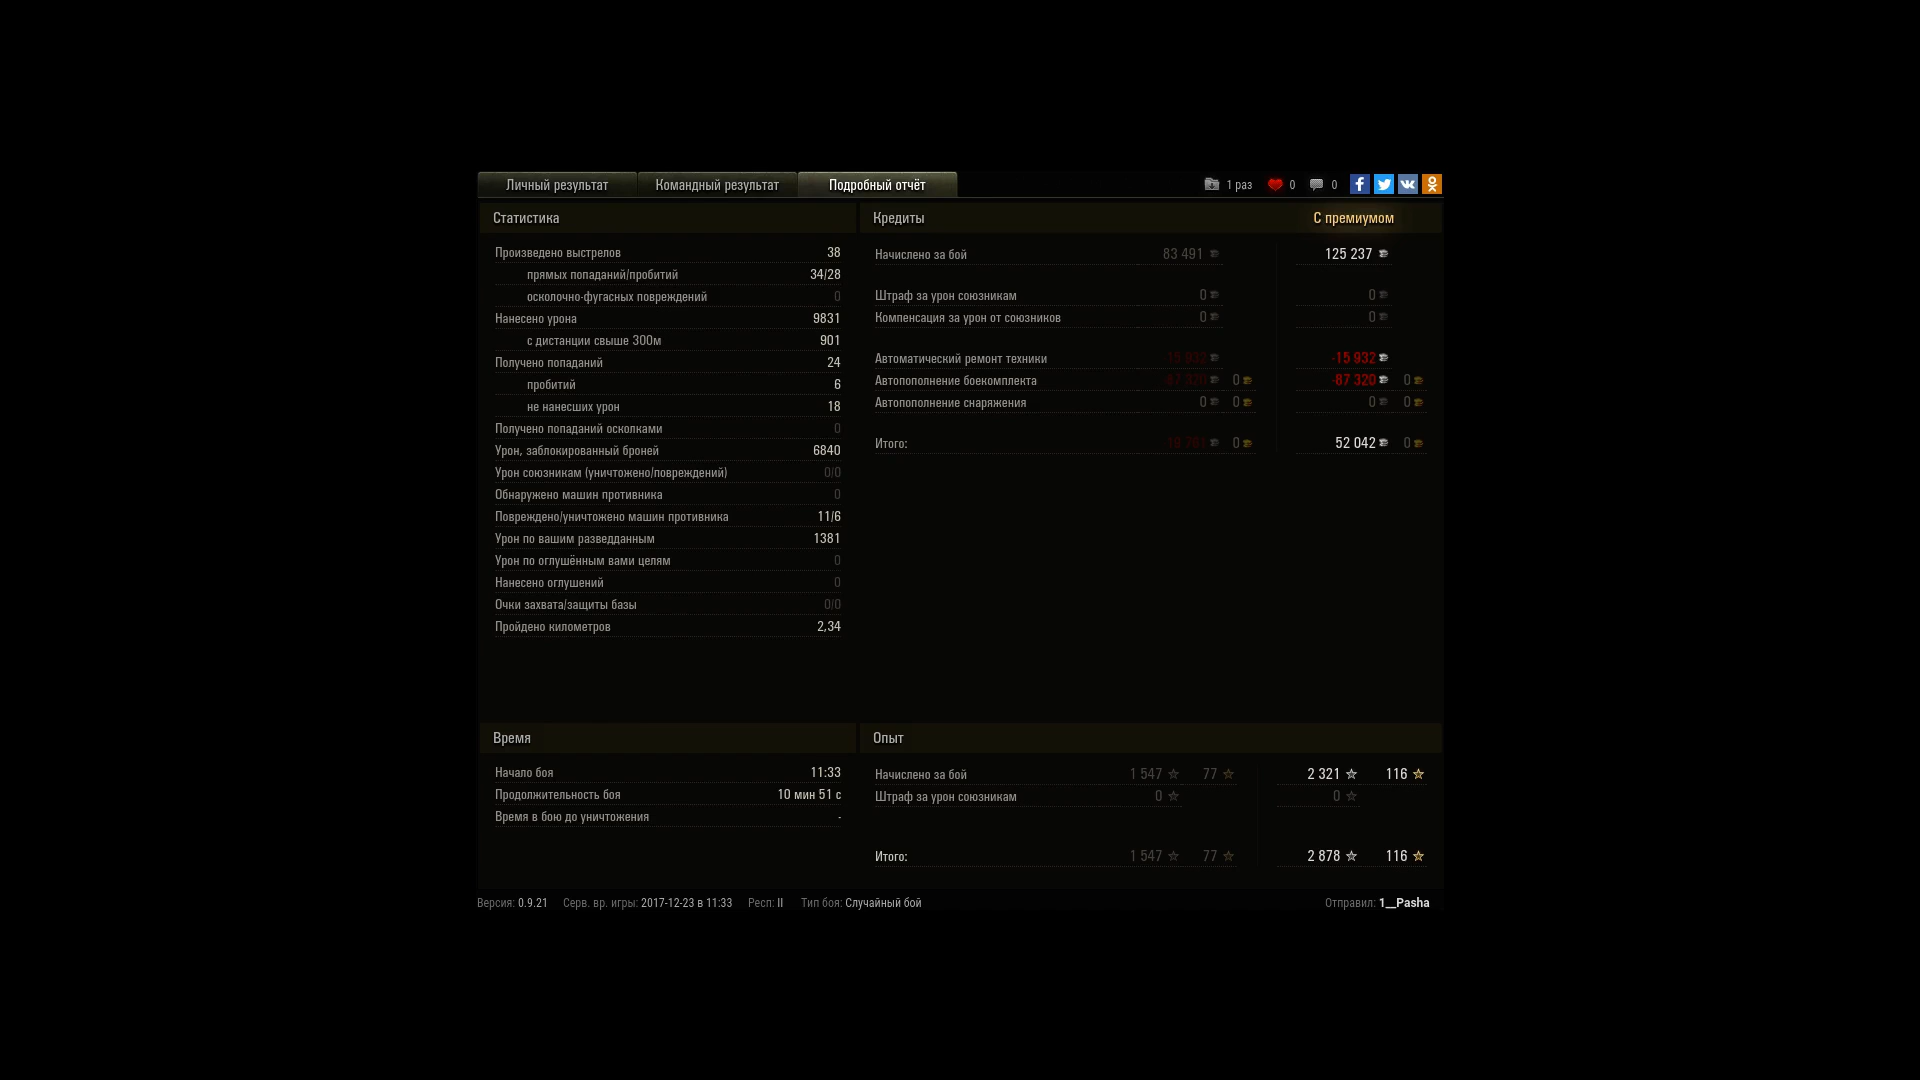 Личный результат Командный результат Подробный отчёт 1 раз 0 0
Статистика
Произведено выстрелов 38
прямых попаданий/пробитий 34/28
осколочно-фугасных повреждений 0
Нанесено урона 9831
с дистанции свыше 300м 901
Получено попаданий 24
пробитий 6
не нанесших урон 18
Получено попаданий осколками 0
Урон, заблокированный броней 6840
Урон союзникам (уничтожено/повреждений) 0/0
Обнаружено машин противника 0
Повреждено/уничтожено машин противника 11/6
Урон по вашим разведданным 1381
Урон по оглушённым вами целям 0
Нанесено оглушений 0
Очки захвата/защиты базы 0/0
Пройдено километров 2,34
Кредиты С премиумом
Начислено за бой 83 491 125 237
Штраф за урон союзникам 0 0
Компенсация за урон от союзников 0 0
Автоматический ремонт техники 15 932 -15 932
Автопополнение боекомплекта 87 320 0 -87 320 0
Автопополнение снаряжения 0 0 0 0
Итого: 19 761 0 52 042 0
Время
Начало боя 11:33
Продолжительность боя 10 мин 51 с
Время в бою до уничтожения -
Опыт
Начислено за бой 1 547 77 2 321 116
Штраф за урон союзникам 0 0
Итого: 1 547 77 2 878 116
Версия: 0.9.21 Серв. вр. игры: 2017-12-23 в 11:33 Респ: II Тип боя: Случайный бой Отправил: 1__Pasha